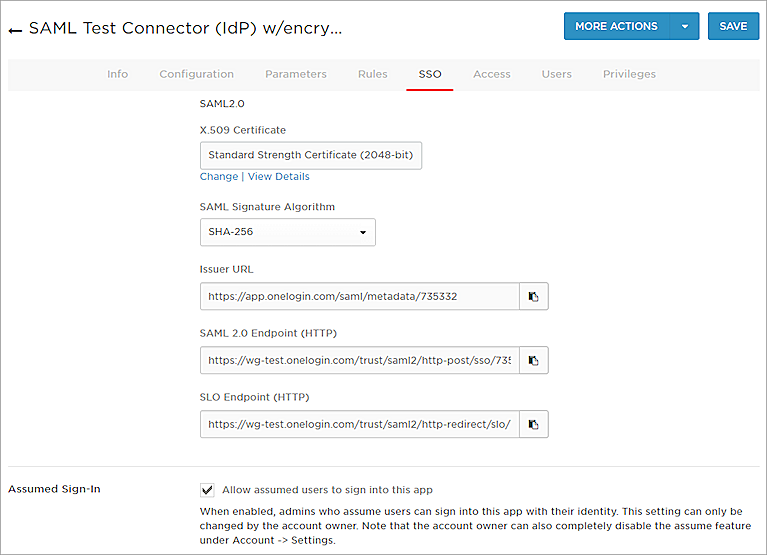 SAML Test Connector (IdP) w/encry...
MORE ACTIONS
SAVE
Info Configuration Parameters Rules SSO Access Users Privileges
SAML2.0
X.509 Certificate
Standard Strength Certificate (2048-bit)
Change | View Details
SAML Signature Algorithm
SHA-256
Issuer URL
https://app.onelogin.com/saml/metadata/735332
SAML 2.0 Endpoint (HTTP)
https://wg-test.onelogin.com/trust/saml2/http-post/sso/735
SLO Endpoint (HTTP)
https://wg-test.onelogin.com/trust/saml2/http-redirect/slo/
Assumed Sign-In
Allow assumed users to sign into this app
When enabled, admins who assume users can sign into this app with their identity. This setting can only be
changed by the account owner. Note that the account owner can also completely disable the assume feature
under Account -> Settings.